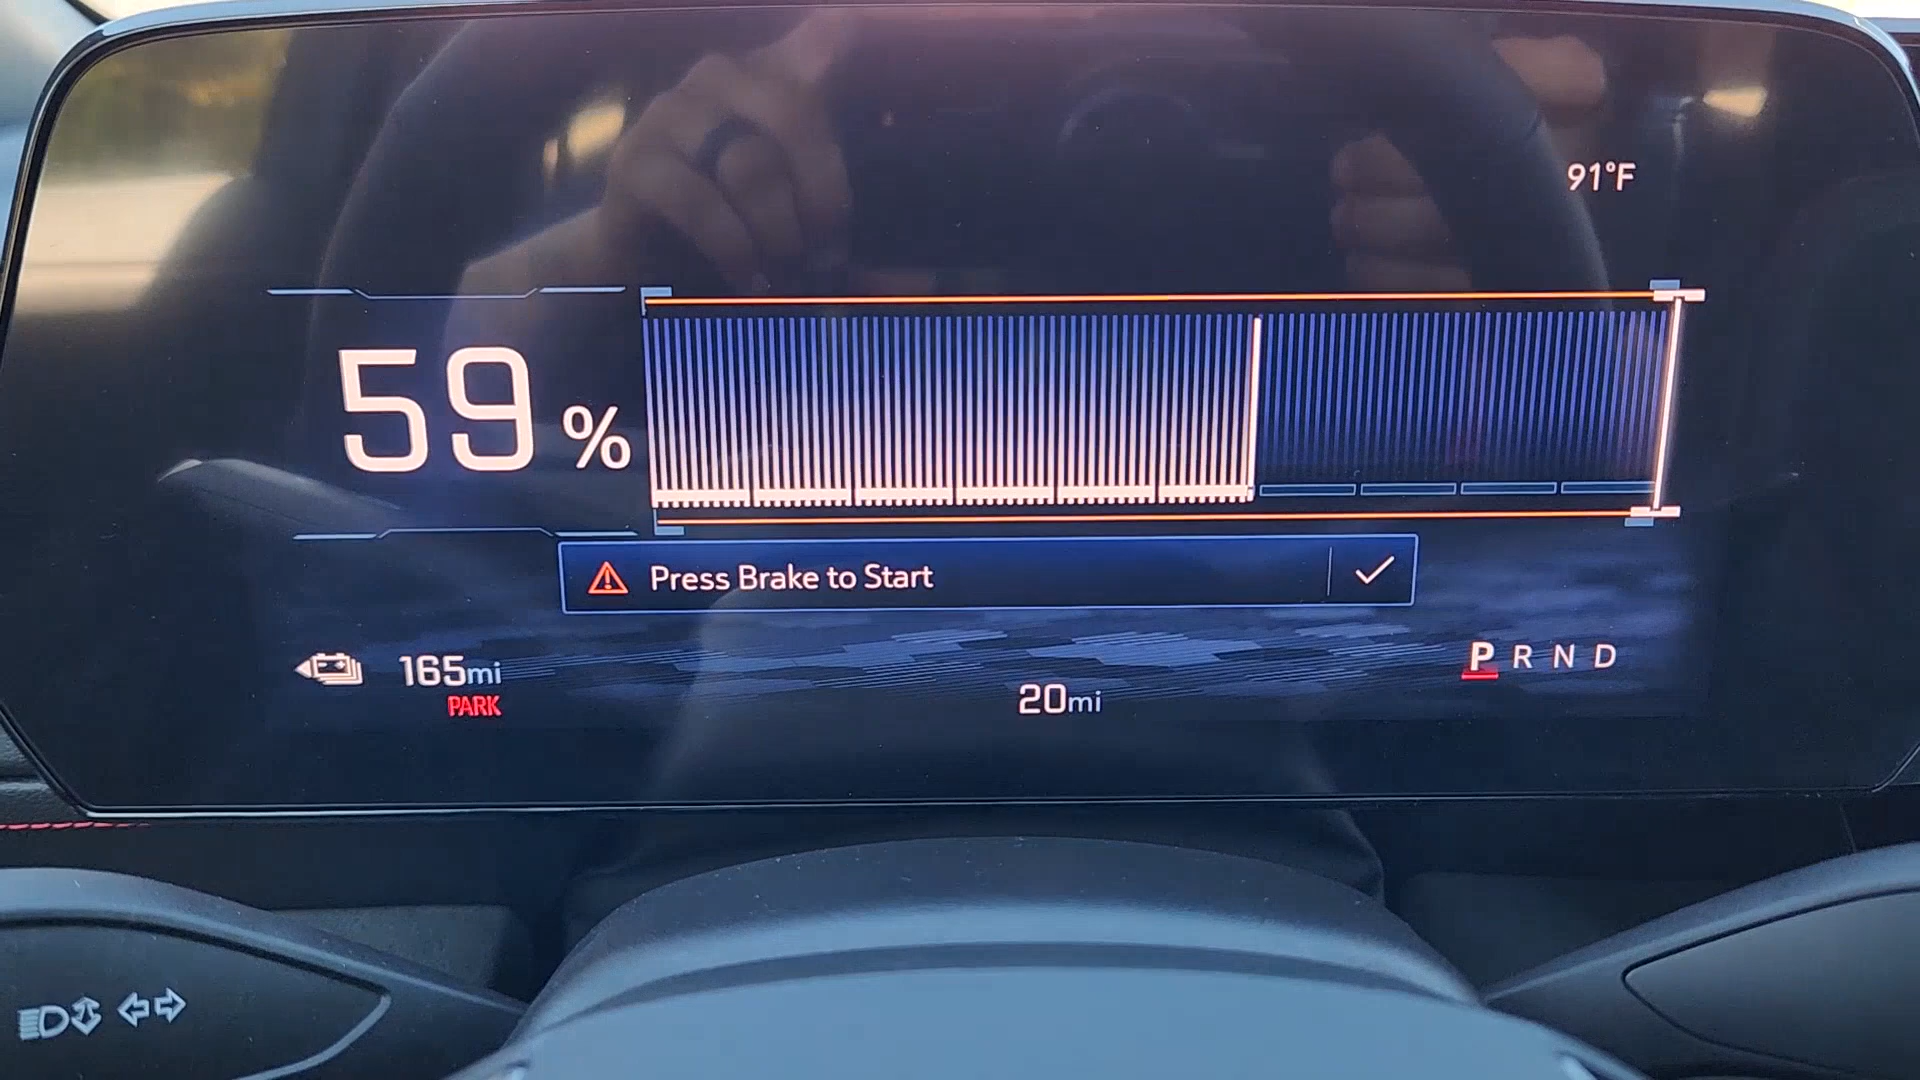 91°F
59%
Press Brake to Start
165mi
PARK
20mi
P R N D